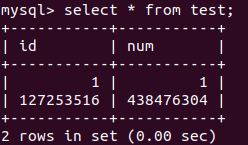 mysql> select * from test;
+-----------+-----------+
| id        | num       |
+-----------+-----------+
|         1 |         1 |
| 127253516 | 438476304 |
+-----------+-----------+
2 rows in set (0.00 sec)